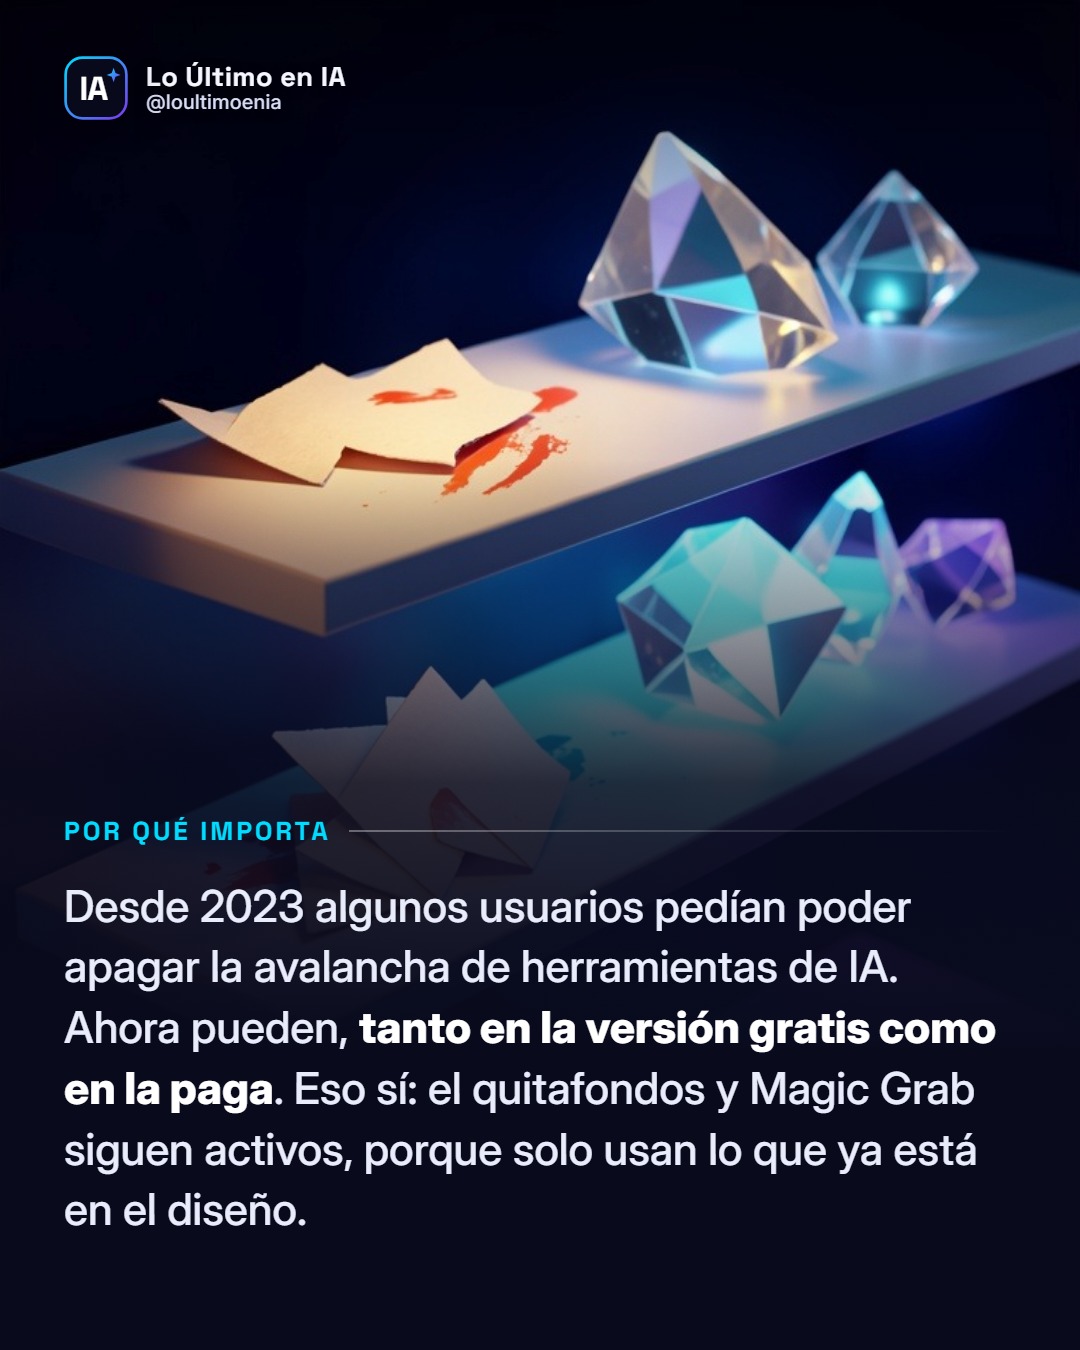 IA
Lo Último en IA
@loultimoenia
POR QUÉ IMPORTA
Desde 2023 algunos usuarios pedían poder
apagar la avalancha de herramientas de IA.
Ahora pueden, tanto en la versión gratis como
en la paga. Eso sí: el quitafondos y Magic Grab
siguen activos, porque solo usan lo que ya está
en el diseño.